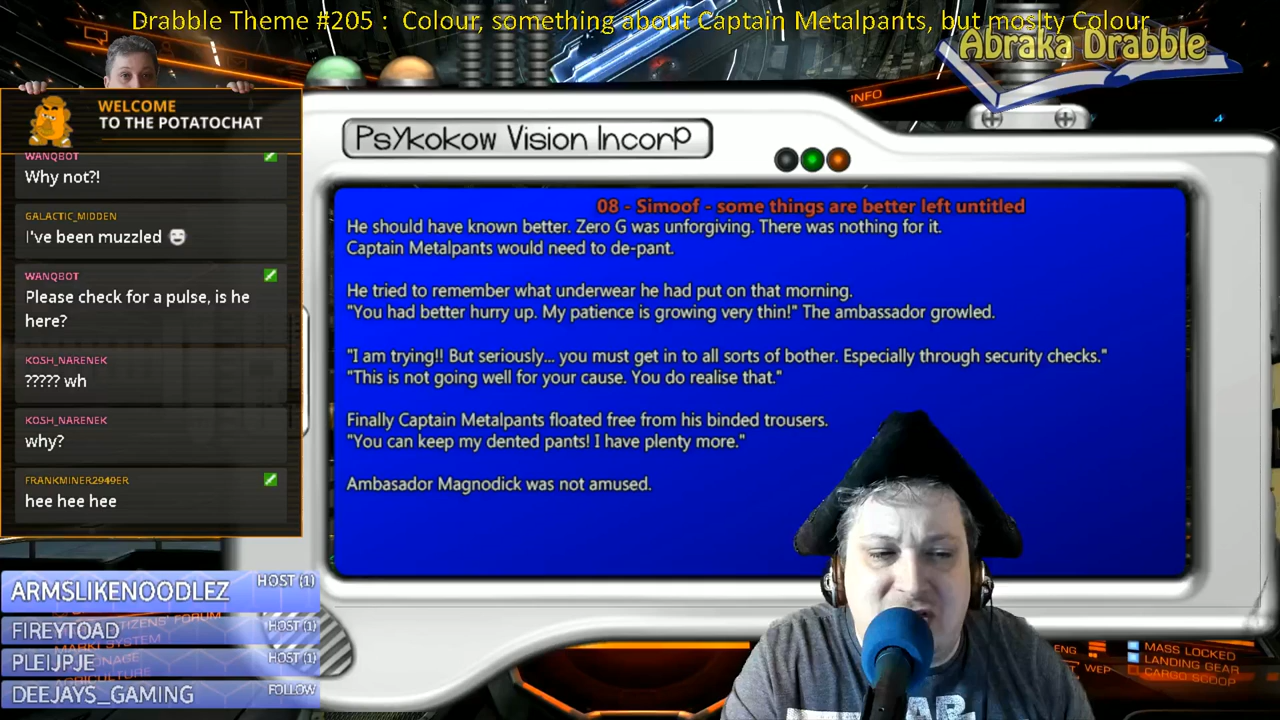 Drabble Theme #205 : Colour, something about Captain Metalpants, but moslty Colour
Abraka Drabble
INFO
WELCOME
TO THE POTATOCHAT
PsYkokow Vision Incorp
WANQBOT
Why not?!
GALACTIC_MIDDEN
I've been muzzled
WANQBOT
Please check for a pulse, is he
here?
KOSH_NARENEK
????? wh
KOSH_NARENEK
why?
FRANKMINER2949ER
hee hee hee
08 - Simoof - some things are better left untitled
He should have known better. Zero G was unforgiving. There was nothing for it.
Captain Metalpants would need to de-pant.
He tried to remember what underwear he had put on that morning.
"You had better hurry up. My patience is growing very thin!" The ambassador growled.
"I am trying!! But seriously... you must get in to all sorts of bother. Especially through security checks."
"This is not going well for your cause. You do realise that."
Finally Captain Metalpants floated free from his binded trousers.
"You can keep my dented pants! I have plenty more."
Ambasador Magnodick was not amused.
ARMSLIKENOODLEZ HOST (1)
FIREYTOAD HOST (1)
PLEIJPJE HOST (1)
DEEJAYS_GAMING FOLLOW
ENG
WEP
MASS LOCKED
LANDING GEAR
CARGO SCOOP